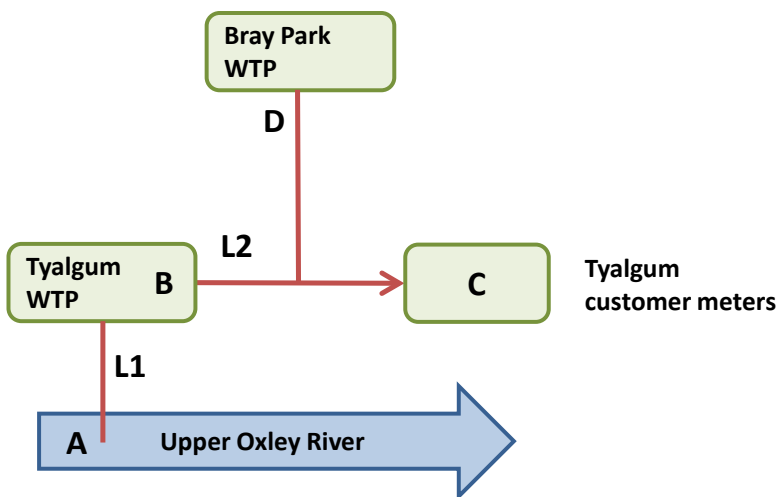 Bray Park
WTP
D
L2
Tyalgum
WTP
B
C
Tyalgum
customer meters
L1
A
Upper Oxley River